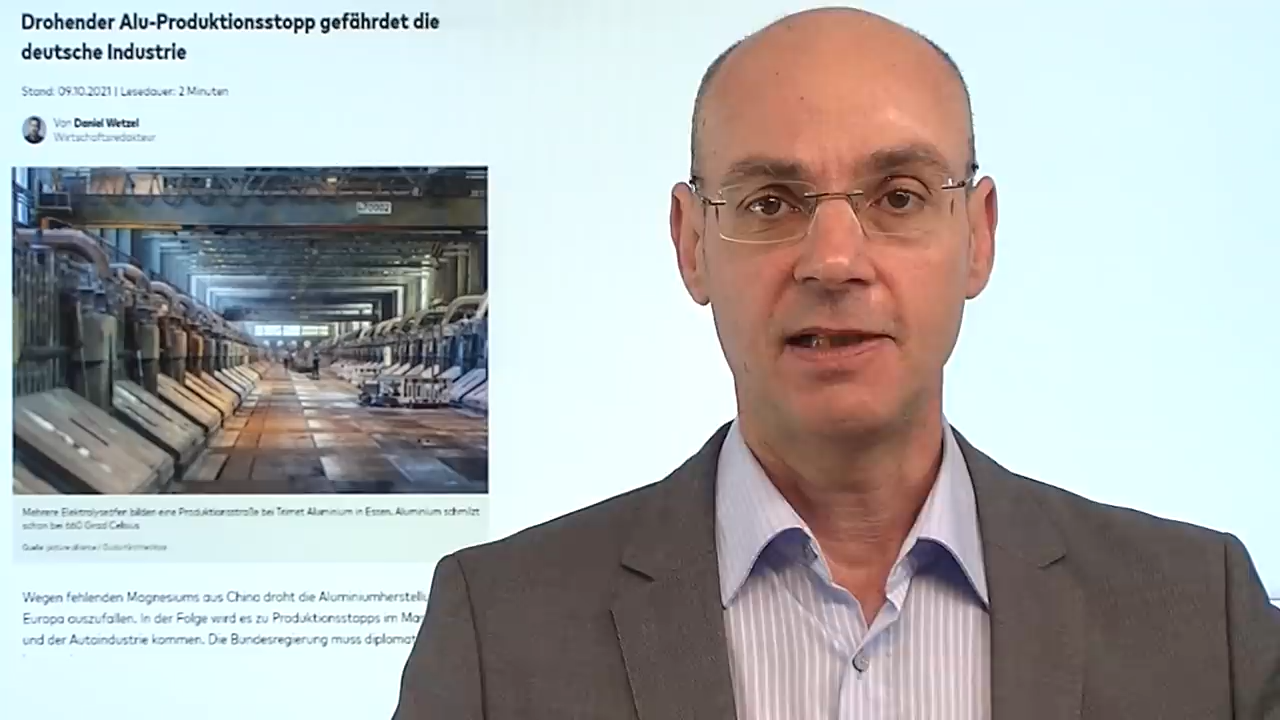 Drohender Alu-Produktionsstopp gefährdet die
deutsche Industrie
Stand: 09.10.2021 | Lesedauer: 2 Minuten
Von Daniel Wetzel
Wirtschaftsredakteur
Mehrere Elektrolyseöfen bilden eine Produktionsstraße bei Trimet Aluminium in Essen. Aluminium schmilzt
schon bei 660 Grad Celsius
Quelle: picture alliance /
Wegen fehlenden Magnesiums aus China droht die Aluminiumherstellu
Europa auszufallen. In der Folge wird es zu Produktionsstopps im Ma
und der Autoindustrie kommen. Die Bundesregierung muss diplomat